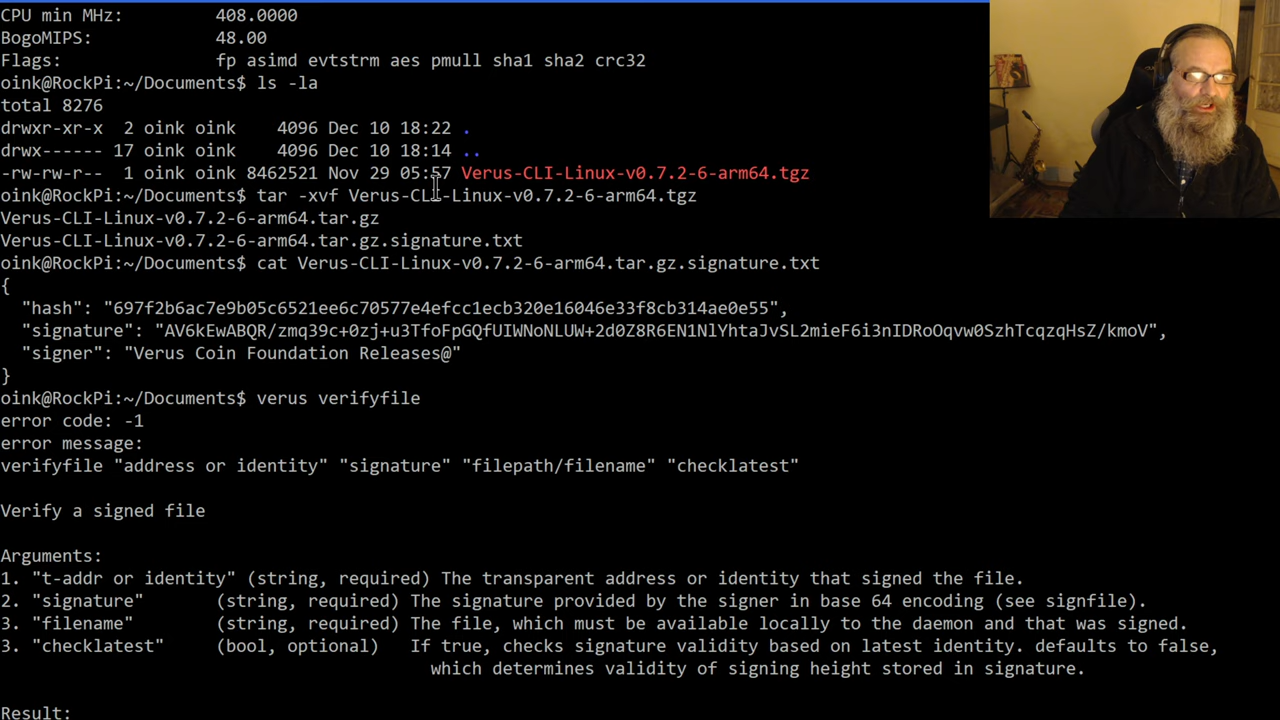 CPU min MHz: 408.0000
BogoMIPS: 48.00
Flags: fp asimd evtstrm aes pmull sha1 sha2 crc32
oink@RockPi:~/Documents$ ls -la
total 8276
drwxr-xr-x 2 oink oink 4096 Dec 10 18:22 .
drwx------ 17 oink oink 4096 Dec 10 18:14 ..
-rw-rw-r-- 1 oink oink 8462521 Nov 29 05:57 Verus-CLI-Linux-v0.7.2-6-arm64.tgz
oink@RockPi:~/Documents$ tar -xvf Verus-CLI-Linux-v0.7.2-6-arm64.tgz
Verus-CLI-Linux-v0.7.2-6-arm64.tar.gz
Verus-CLI-Linux-v0.7.2-6-arm64.tar.gz.signature.txt
oink@RockPi:~/Documents$ cat Verus-CLI-Linux-v0.7.2-6-arm64.tar.gz.signature.txt
{
"hash": "697f2b6ac7e9b05c6521ee6c70577e4efcc1ecb320e16046e33f8cb314ae0e55",
"signature": "AV6kEwABQR/zmq39c+0zj+u3TfoFpGQfUIWNoNLUW+2d0Z8R6EN1NlYhtaJvSL2mieF6i3nIDRoOqvw0SzhTcqzqHsZ/kmoV",
"signer": "Verus Coin Foundation Releases@"
}
oink@RockPi:~/Documents$ verus verifyfile
error code: -1
error message:
verifyfile "address or identity" "signature" "filepath/filename" "checklatest"
Verify a signed file
Arguments:
1. "t-addr or identity" (string, required) The transparent address or identity that signed the file.
2. "signature" (string, required) The signature provided by the signer in base 64 encoding (see signfile).
3. "filename" (string, required) The file, which must be available locally to the daemon and that was signed.
3. "checklatest" (bool, optional) If true, checks signature validity based on latest identity. defaults to false,
which determines validity of signing height stored in signature.
Result: